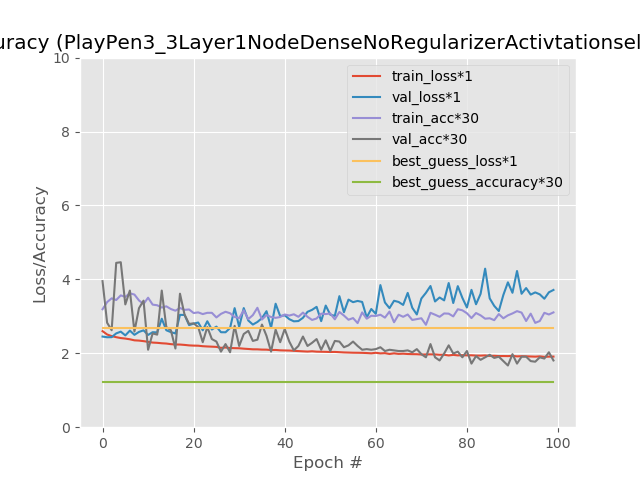 uracy (PlayPen3_3Layer1NodeDenseNoRegularizerActivtationsel
10
8
6
4
2
0
Loss/Accuracy
train_loss*1
val_loss*1
train_acc*30
val_acc*30
best_guess_loss*1
best_guess_accuracy*30
0 20 40 60 80 100
Epoch #